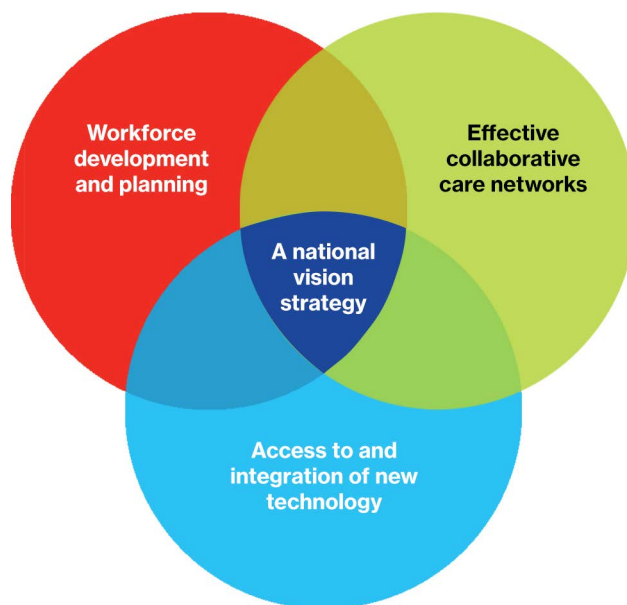 Workforce
development
and planning
Effective
collaborative
care networks
A national
vision
strategy
Access to and
integration of new
technology